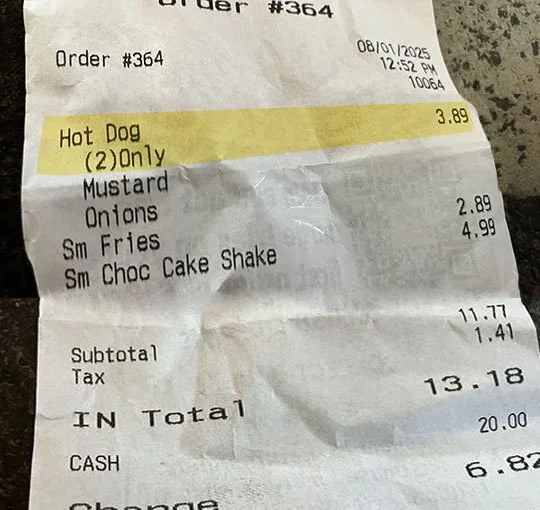 Order #364
Order #364
08/01/2025
12:52 PM
10064
Hot Dog 3.89
(2)Only
Mustard
Onions
Sm Fries 2.89
Sm Choc Cake Shake 4.99
Subtotal 11.77
Tax 1.41
IN Total 13.18
CASH 20.00
Change 6.82